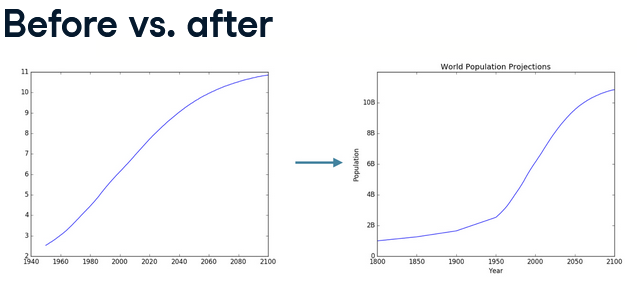 Before vs. after
11
10
9
8
7
6
5
4
3
2
1940 1960 1980 2000 2020 2040 2060 2080 2100
World Population Projections
10B
8B
6B
4B
2B
0
Population
1800 1850 1900 1950 2000 2050 2100
Year